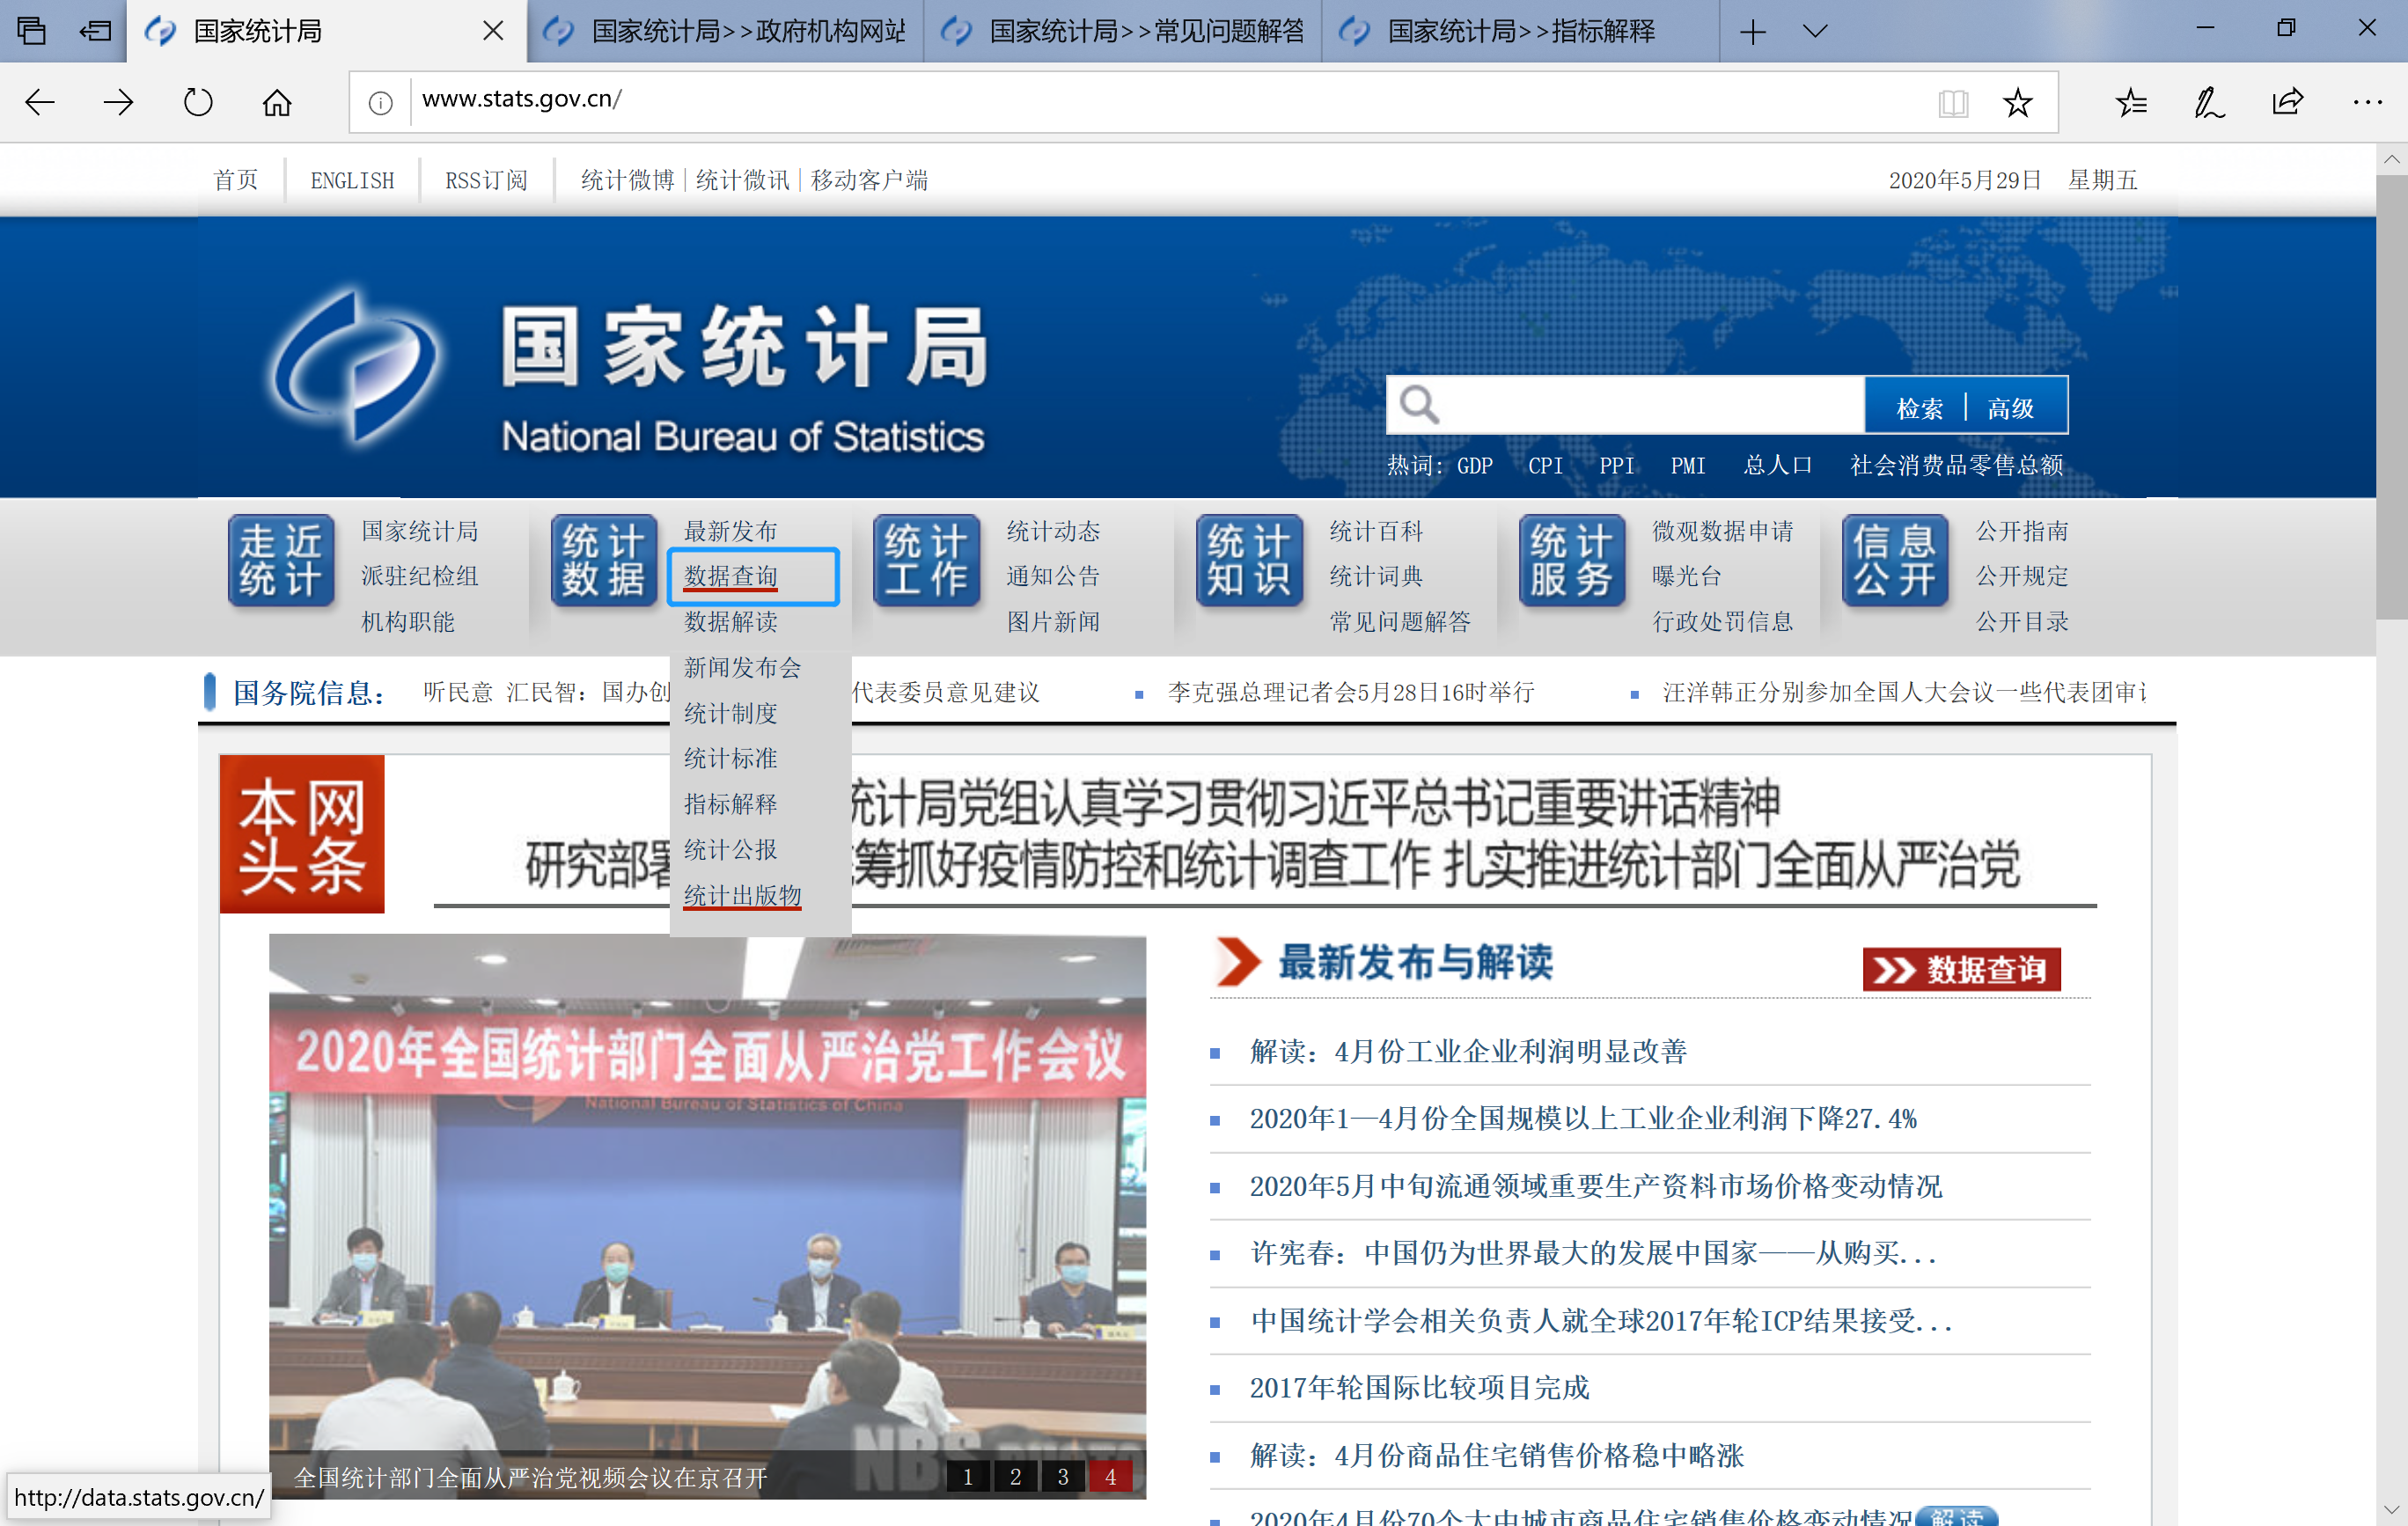 国家统计局
国家统计局>>政府机构网站
国家统计局>>常见问题解答
国家统计局>>指标解释
www.stats.gov.cn/
首页
ENGLISH
RSS订阅
统计微博
统计微讯
移动客户端
2020年5月29日 星期五
国家统计局
National Bureau of Statistics
检索
高级
热词: GDP CPI PPI PMI 总人口 社会消费品零售总额
走近
统计
国家统计局
派驻纪检组
机构职能
统计
数据
最新发布
数据查询
数据解读
新闻发布会
统计制度
统计标准
指标解释
统计公报
统计出版物
统计
工作
统计动态
通知公告
图片新闻
统计
知识
统计百科
统计词典
常见问题解答
统计
服务
微观数据申请
曝光台
行政处罚信息
信息
公开
公开指南
公开规定
公开目录
国务院信息:
听民意 汇民智: 国办创
代表委员意见建议
李克强总理记者会5月28日16时举行
汪洋韩正分别参加全国人大会议一些代表团审
本网
头条
统计局党组认真学习贯彻习近平总书记重要讲话精神
研究部署
筹抓好疫情防控和统计调查工作 扎实推进统计部门全面从严治党
2020年全国统计部门全面从严治党工作会议
National Bureau of Statistics of China
NBS PHOTO
全国统计部门全面从严治党视频会议在京召开
1 2 3 4
最新发布与解读
数据查询
解读: 4月份工业企业利润明显改善
2020年1—4月份全国规模以上工业企业利润下降27.4%
2020年5月中旬流通领域重要生产资料市场价格变动情况
许宪春: 中国仍为世界最大的发展中国家——从购买...
中国统计学会相关负责人就全球2017年轮ICP结果接受...
2017年轮国际比较项目完成
解读: 4月份商品住宅销售价格稳中略涨
2020年4月份70个大中城市商品住宅销售价格变动情况
解读
http://data.stats.gov.cn/